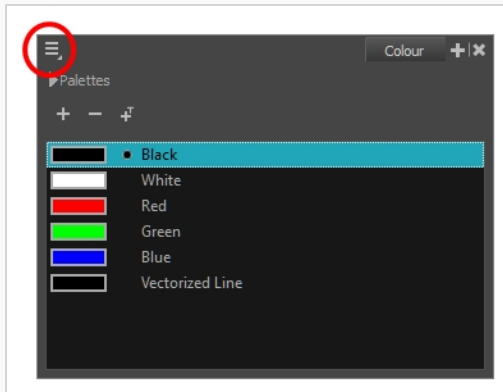 Colour
Palettes
Black
White
Red
Green
Blue
Vectorized Line